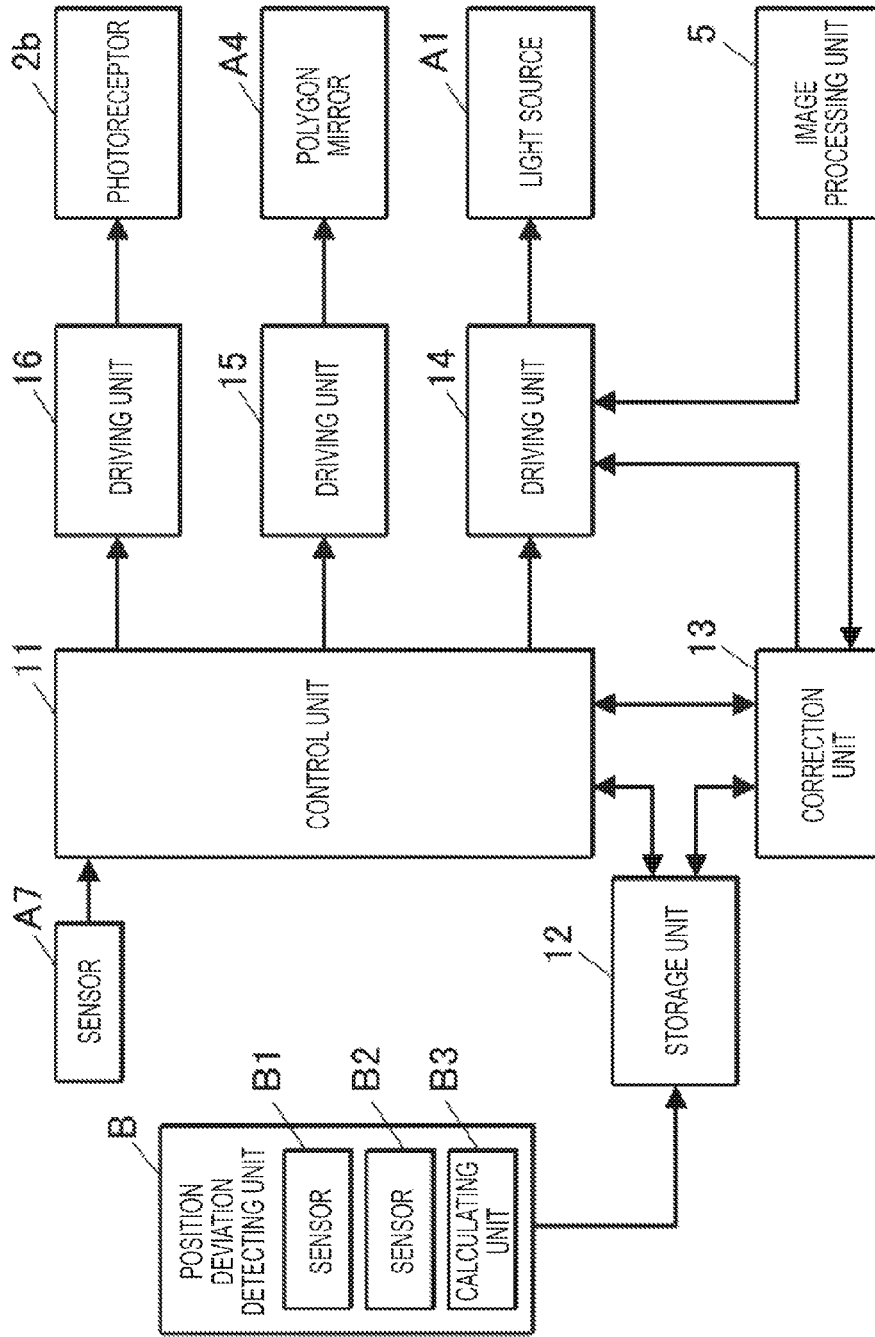 B
POSITION
DEVIATION
DETECTING UNIT
B1
SENSOR
B2
SENSOR
B3
CALCULATING
UNIT
A7
SENSOR
12
STORAGE UNIT
11
CONTROL UNIT
13
CORRECTION
UNIT
16
DRIVING UNIT
15
DRIVING UNIT
14
DRIVING UNIT
2b
PHOTORECEPTOR
A4
POLYGON
MIRROR
A1
LIGHT SOURCE
5
IMAGE
PROCESSING UNIT